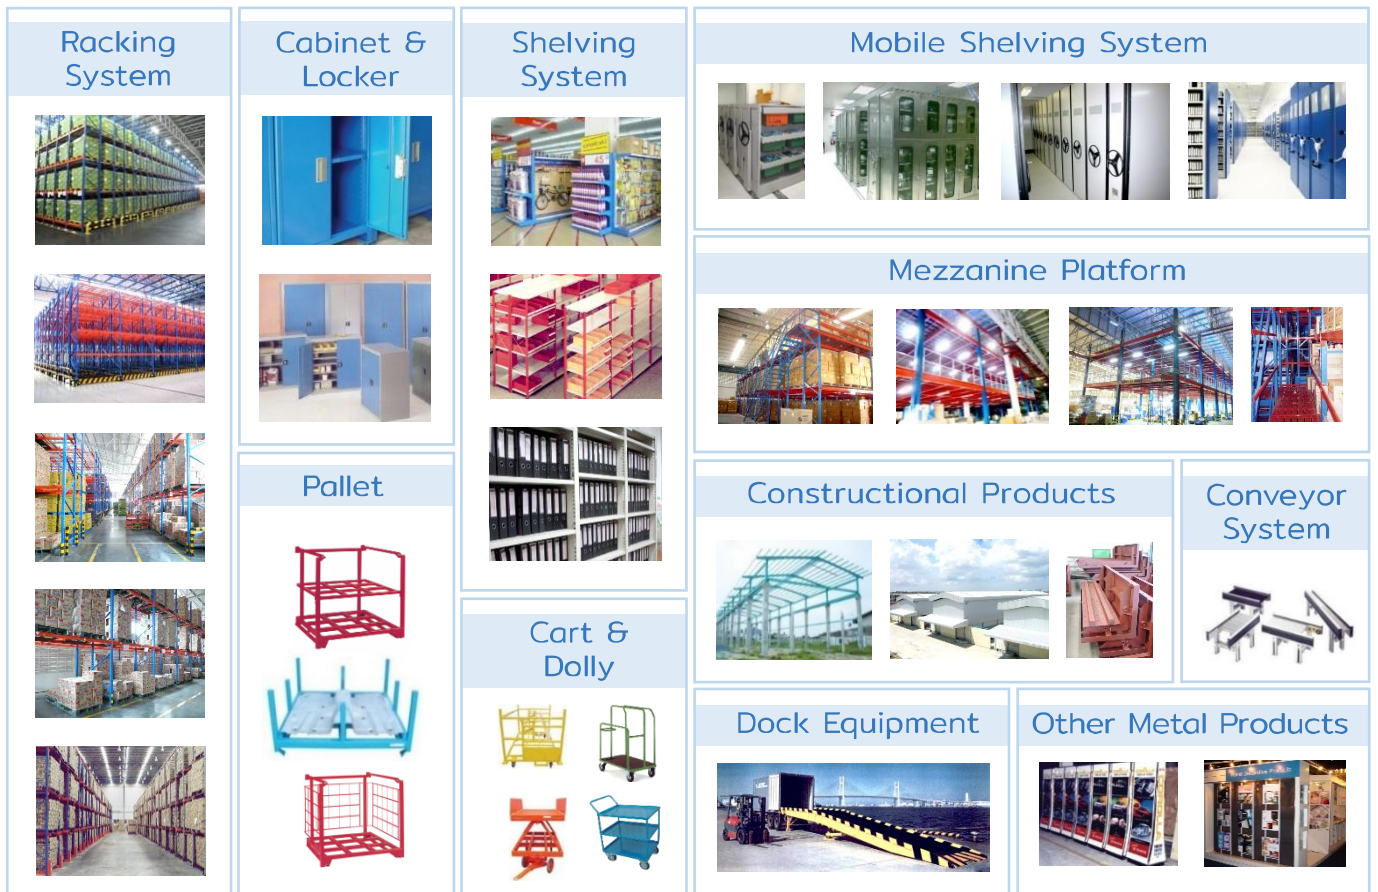 Racking
System
Cabinet &
Locker
Shelving
System
Mobile Shelving System
Mezzanine Platform
Pallet
Constructional Products
Conveyor
System
Cart &
Dolly
Dock Equipment
Other Metal Products